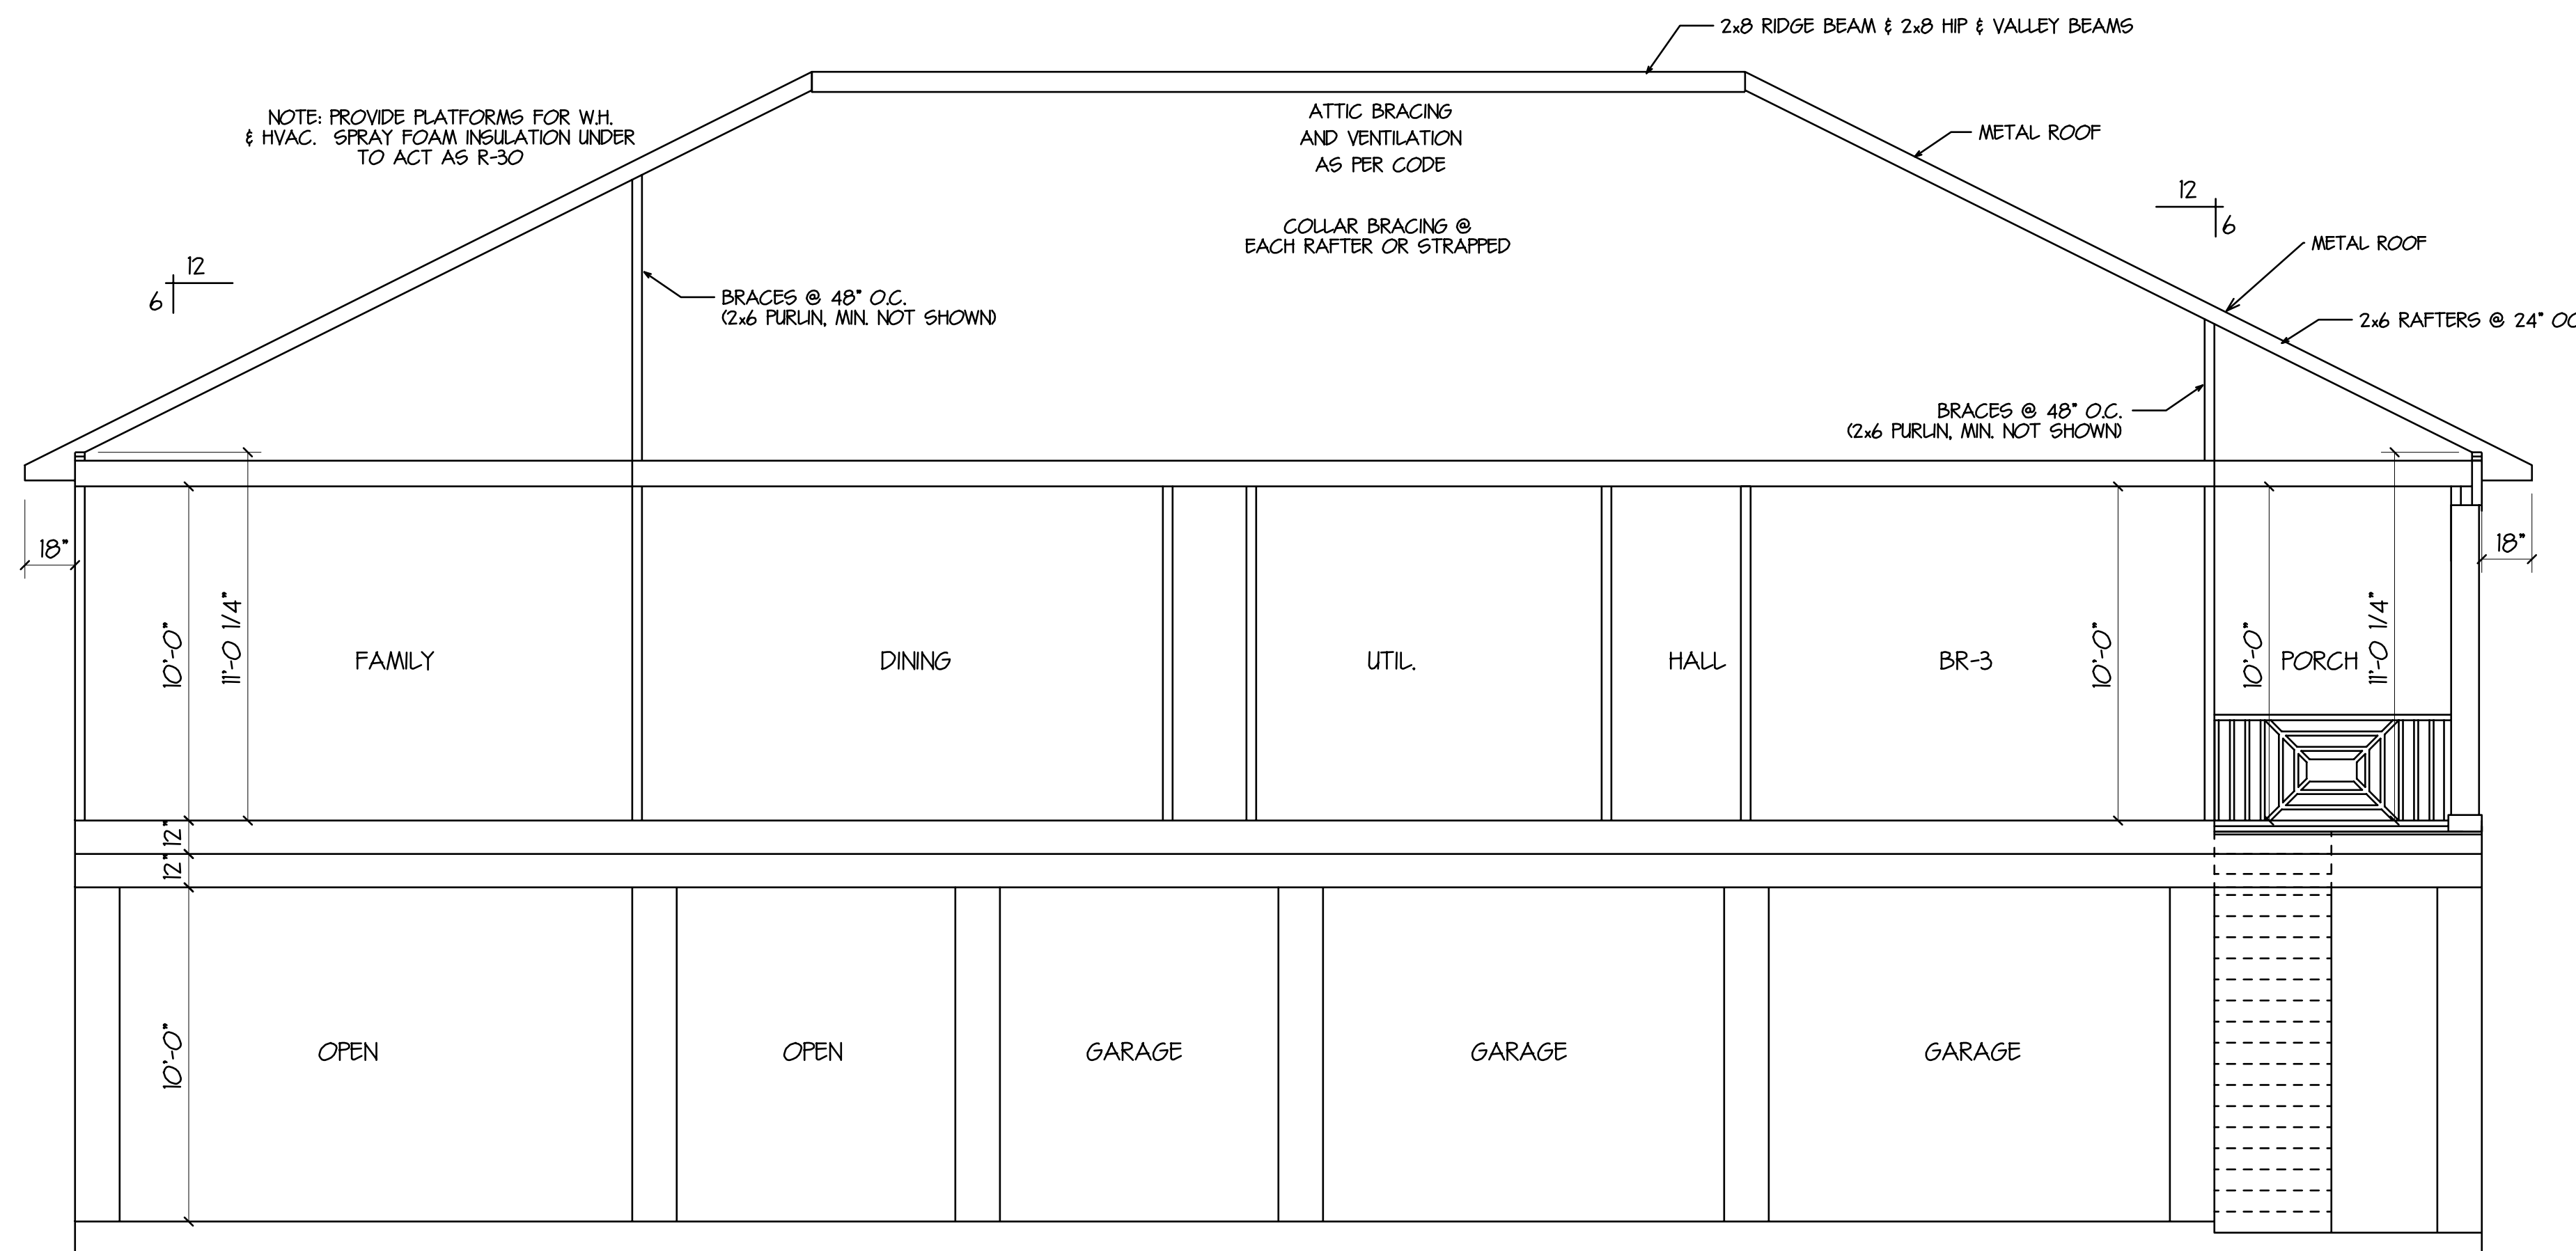 2x8 RIDGE BEAM & 2x8 HIP & VALLEY BEAMS
NOTE: PROVIDE PLATFORMS FOR W.H.
& HVAC. SPRAY FOAM INSULATION UNDER
TO ACT AS R-30
ATTIC BRACING
AND VENTILATION
AS PER CODE
METAL ROOF
12
6
COLLAR BRACING @
EACH RAFTER OR STRAPPED
METAL ROOF
12
6
BRACES @ 48" O.C.
(2x6 PURLIN, MIN. NOT SHOWN)
2x6 RAFTERS @ 24" OC
BRACES @ 48" O.C.
(2x6 PURLIN, MIN. NOT SHOWN)
18"
18"
10'-0"
11'-0 1/4"
FAMILY
DINING
UTIL.
HALL
BR-3
10'-0"
10'-0"
PORCH
11'-0 1/4"
12"
12"
10'-0"
OPEN
OPEN
GARAGE
GARAGE
GARAGE